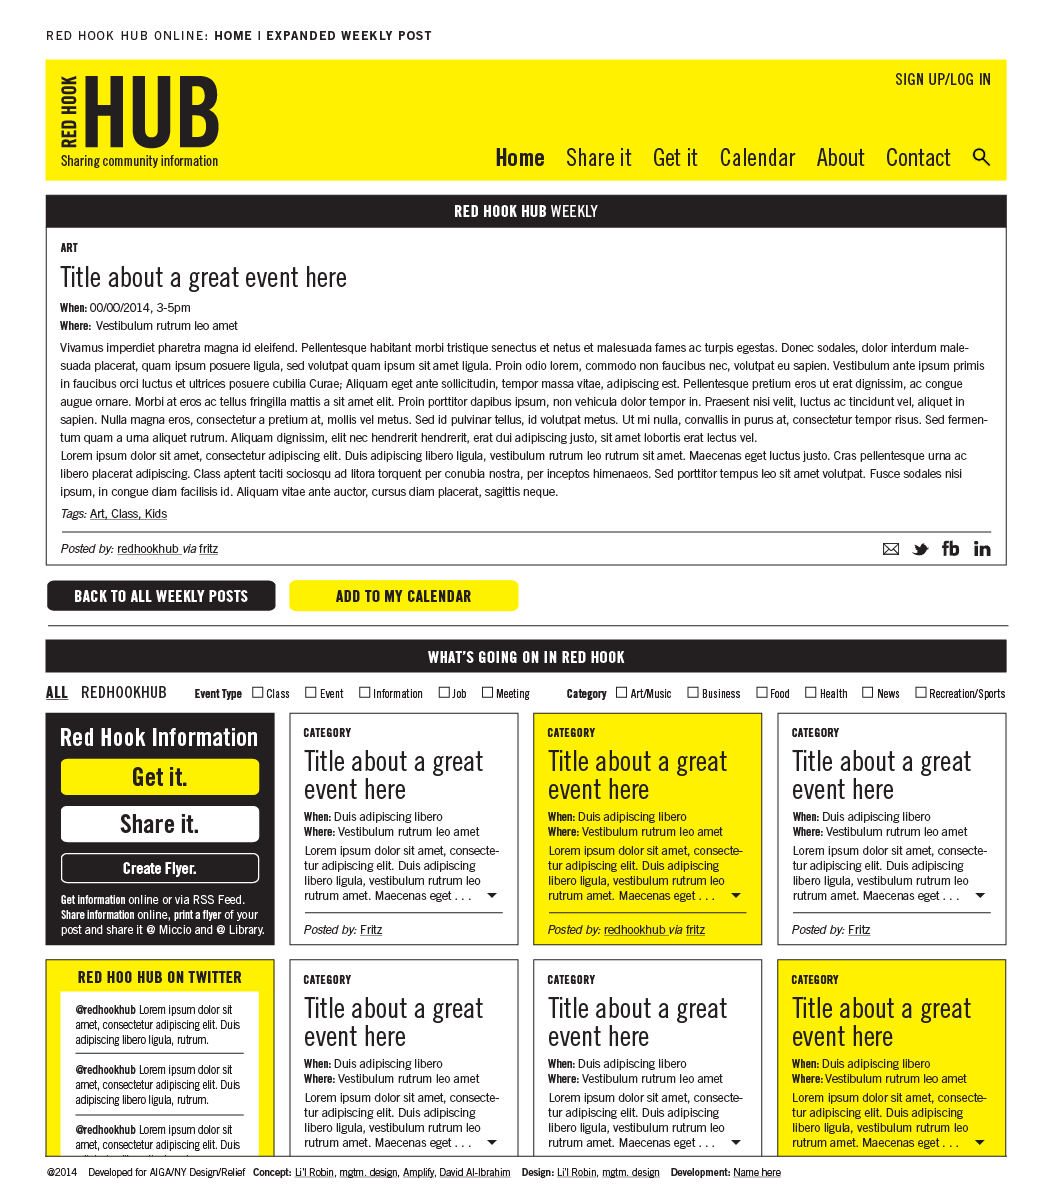 RED HOOK HUB ONLINE: HOME | EXPANDED WEEKLY POST
SIGN UP/LOG IN
RED HOOK
HUB
Sharing community information
Home Share it Get it Calendar About Contact
RED HOOK HUB WEEKLY
ART
Title about a great event here
When: 00/00/2014, 3-5pm
Where: Vestibulum rutrum leo amet
Vivamus imperdiet pharetra magna id eleifend. Pellentesque habitant morbi tristique senectus et netus et malesuada fames ac turpis egestas. Donec sodales, dolor interdum male-
suada placerat, quam ipsum posuere ligula, sed volutpat quam ipsum sit amet ligula. Proin odio lorem, commodo non faucibus nec, volutpat eu sapien. Vestibulum ante ipsum primis
in faucibus orci luctus et ultrices posuere cubilia Curae; Aliquam eget ante sollicitudin, tempor massa vitae, adipiscing est. Pellentesque pretium eros ut erat dignissim, ac congue
augue ornare. Morbi at eros ac tellus fringilla mattis a sit amet elit. Proin porttitor dapibus ipsum, non vehicula dolor tempor in. Praesent nisi velit, luctus ac tincidunt vel, aliquet in
sapien. Nulla magna eros, consectetur a pretium at, mollis vel metus. Sed id pulvinar tellus, id volutpat metus. Ut mi nulla, convallis in purus at, consectetur tempor risus. Sed fermen-
tum quam a urna aliquet rutrum. Aliquam dignissim, elit nec hendrerit hendrerit, erat dui adipiscing justo, sit amet lobortis erat lectus vel.
Lorem ipsum dolor sit amet, consectetur adipiscing elit. Duis adipiscing libero ligula, vestibulum rutrum leo rutrum sit amet. Maecenas eget luctus justo. Cras pellentesque urna ac
libero placerat adipiscing. Class aptent taciti sociosqu ad litora torquent per conubia nostra, per inceptos himenaeos. Sed porttitor tempus leo sit amet volutpat. Fusce sodales nisi
ipsum, in congue diam facilisis id. Aliquam vitae ante auctor, cursus diam placerat, sagittis neque.
Tags: Art, Class, Kids
Posted by: redhookhub via fritz
fb in
BACK TO ALL WEEKLY POSTS
ADD TO MY CALENDAR
WHAT'S GOING ON IN RED HOOK
ALL REDHOOKHUB Event Type Class Event Information Job Meeting Category Art/Music Business Food Health News Recreation/Sports
Red Hook Information
Get it.
Share it.
Create Flyer.
Get information online or via RSS Feed.
Share information online, print a flyer of your
post and share it @ Miccio and @ Library.
CATEGORY
Title about a great
event here
When: Duis adipiscing libero
Where: Vestibulum rutrum leo amet
Lorem ipsum dolor sit amet, consecte-
tur adipiscing elit. Duis adipiscing
libero ligula, vestibulum rutrum leo
rutrum amet. Maecenas eget . . .
Posted by: Fritz
CATEGORY
Title about a great
event here
When: Duis adipiscing libero
Where: Vestibulum rutrum leo amet
Lorem ipsum dolor sit amet, consecte-
tur adipiscing elit. Duis adipiscing
libero ligula, vestibulum rutrum leo
rutrum amet. Maecenas eget . . .
Posted by: redhookhub via fritz
CATEGORY
Title about a great
event here
When: Duis adipiscing libero
Where: Vestibulum rutrum leo amet
Lorem ipsum dolor sit amet, consecte-
tur adipiscing elit. Duis adipiscing
libero ligula, vestibulum rutrum leo
rutrum amet. Maecenas eget . . .
Posted by: Fritz
RED HOO HUB ON TWITTER
@redhookhub Lorem ipsum dolor sit
amet, consectetur adipiscing elit. Duis
adipiscing libero ligula, rutrum.
@redhookhub Lorem ipsum dolor sit
amet, consectetur adipiscing elit. Duis
adipiscing libero ligula, rutrum.
@redhookhub Lorem ipsum dolor sit
amet, consectetur adipiscing elit. Duis
CATEGORY
Title about a great
event here
When: Duis adipiscing libero
Where: Vestibulum rutrum leo amet
Lorem ipsum dolor sit amet, consecte-
tur adipiscing elit. Duis adipiscing
libero ligula, vestibulum rutrum leo
rutrum amet. Maecenas eget . . .
CATEGORY
Title about a great
event here
When: Duis adipiscing libero
Where: Vestibulum rutrum leo amet
Lorem ipsum dolor sit amet, consecte-
tur adipiscing elit. Duis adipiscing
libero ligula, vestibulum rutrum leo
rutrum amet. Maecenas eget . . .
CATEGORY
Title about a great
event here
When: Duis adipiscing libero
Where: Vestibulum rutrum leo amet
Lorem ipsum dolor sit amet, consecte-
tur adipiscing elit. Duis adipiscing
libero ligula, vestibulum rutrum leo
rutrum amet. Maecenas eget . . .
@2014 Developed for AIGA/NY Design/Relief Concept: Li'l Robin, mgtm. design, Amplify, David Al-Ibrahim Design: Li'l Robin, mgtm. design Development: Name here